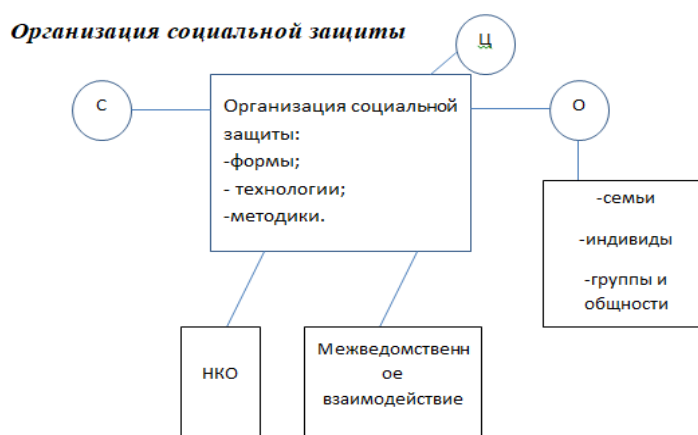 Организация социальной защиты
Ц
С
Организация социальной
защиты:
-формы;
- технологии;
-методики.
О
-семьи
-индивиды
-группы и
общности
НКО
Межведомственн
ое
взаимодействие